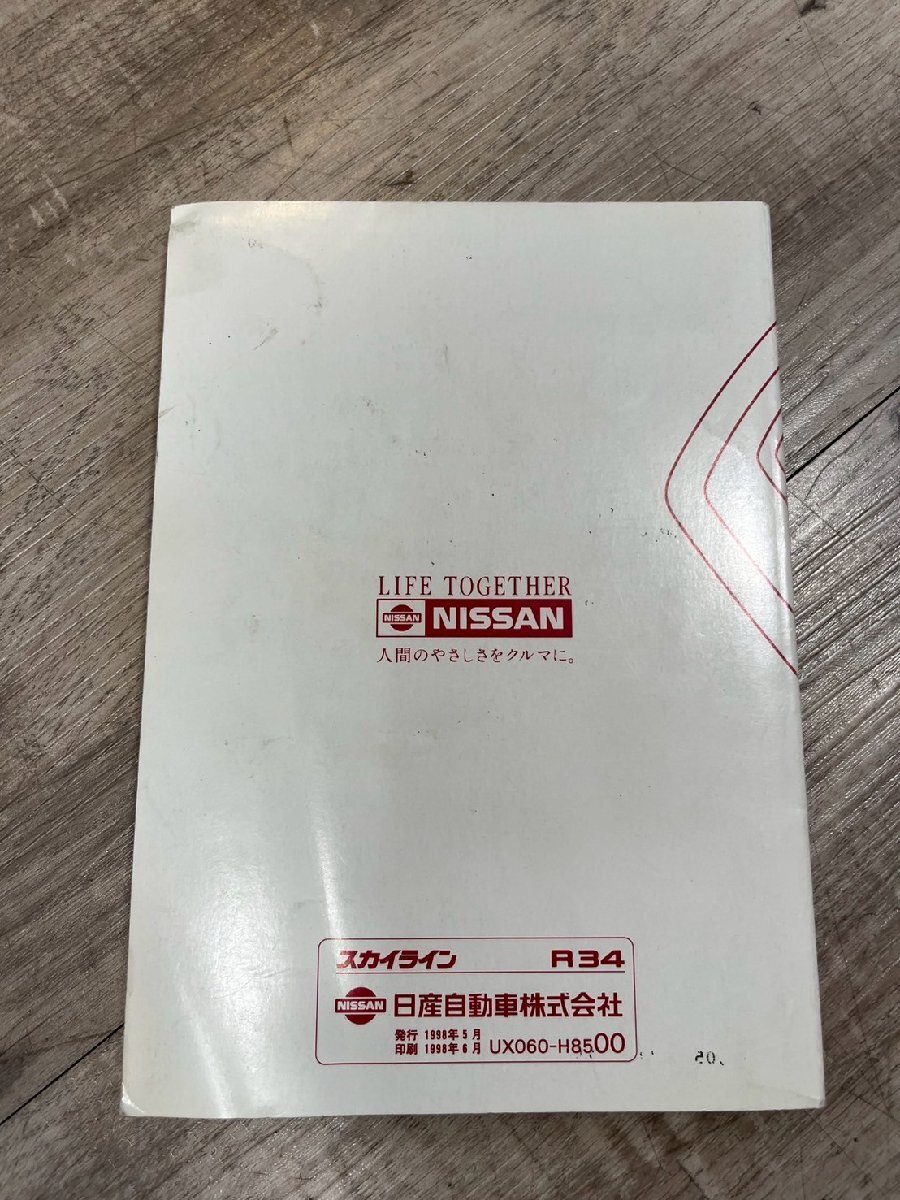 LIFE TOGETHER
NISSAN NISSAN
人間のやさしさをクルマに。
スカイライン R34
NISSAN 日産自動車株式会社
発行 1998年5月
印刷 1998年6月 UX060-H8500